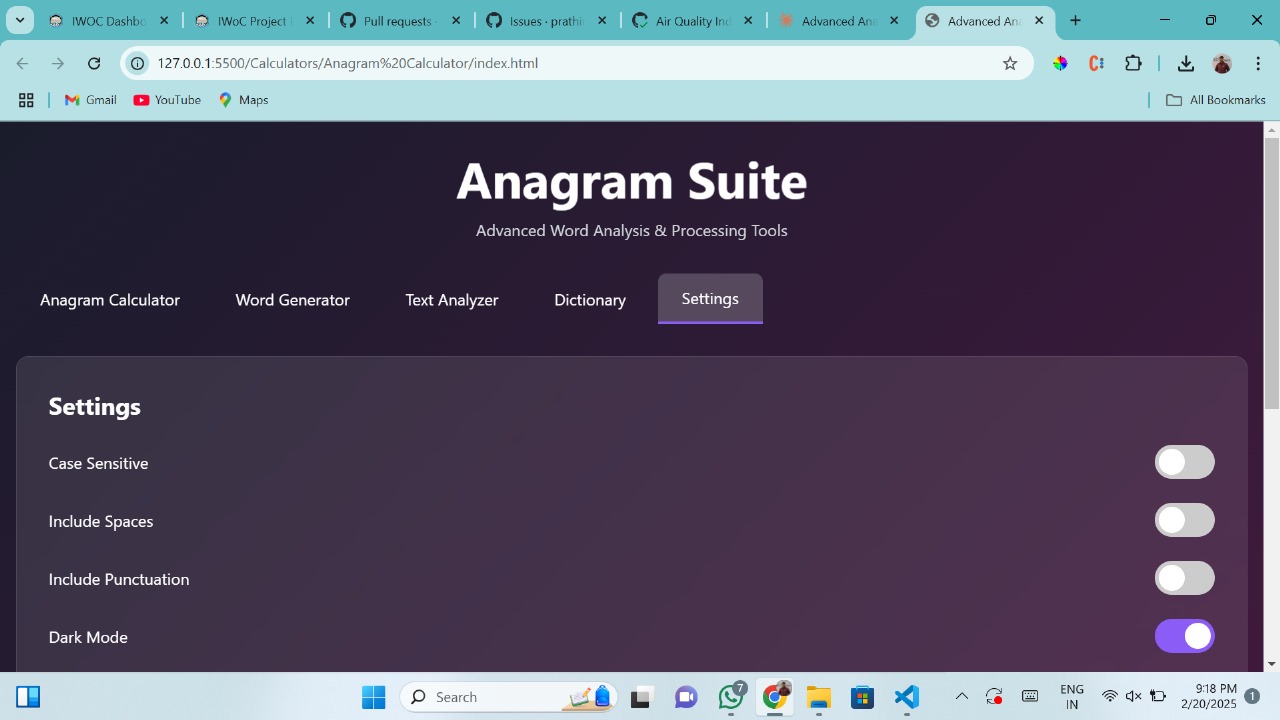 IWOC Dashbo
IWoC Project
Pull requests ·
Issues · prathi
Air Quality Ind
Advanced Ana
Advanced Ana
127.0.0.1:5500/Calculators/Anagram%20Calculator/index.html
Gmail
YouTube
Maps
All Bookmarks
Anagram Suite
Advanced Word Analysis & Processing Tools
Anagram Calculator
Word Generator
Text Analyzer
Dictionary
Settings
Settings
Case Sensitive
Include Spaces
Include Punctuation
Dark Mode
Search
7
ENG
IN
9:18 PM
2/20/2025
1